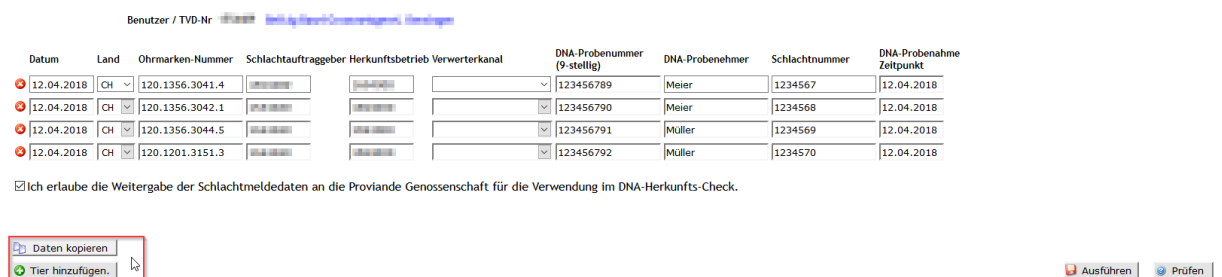 Benutzer / TVD-Nr
Datum Land Ohrmarken-Nummer Schlachtauftraggeber Herkunftsbetrieb Verwerterkanal DNA-Probenummer (9-stellig) DNA-Probenehmer Schlachtnummer DNA-Probenahme Zeitpunkt
12.04.2018 CH 120.1356.3041.4 123456789 Meier 1234567 12.04.2018
12.04.2018 CH 120.1356.3042.1 123456790 Meier 1234568 12.04.2018
12.04.2018 CH 120.1356.3044.5 123456791 Müller 1234569 12.04.2018
12.04.2018 CH 120.1201.3151.3 123456792 Müller 1234570 12.04.2018
Ich erlaube die Weitergabe der Schlachtmeldedaten an die Proviande Genossenschaft für die Verwendung im DNA-Herkunfts-Check.
Daten kopieren
Tier hinzufügen. Ausführen Prüfen